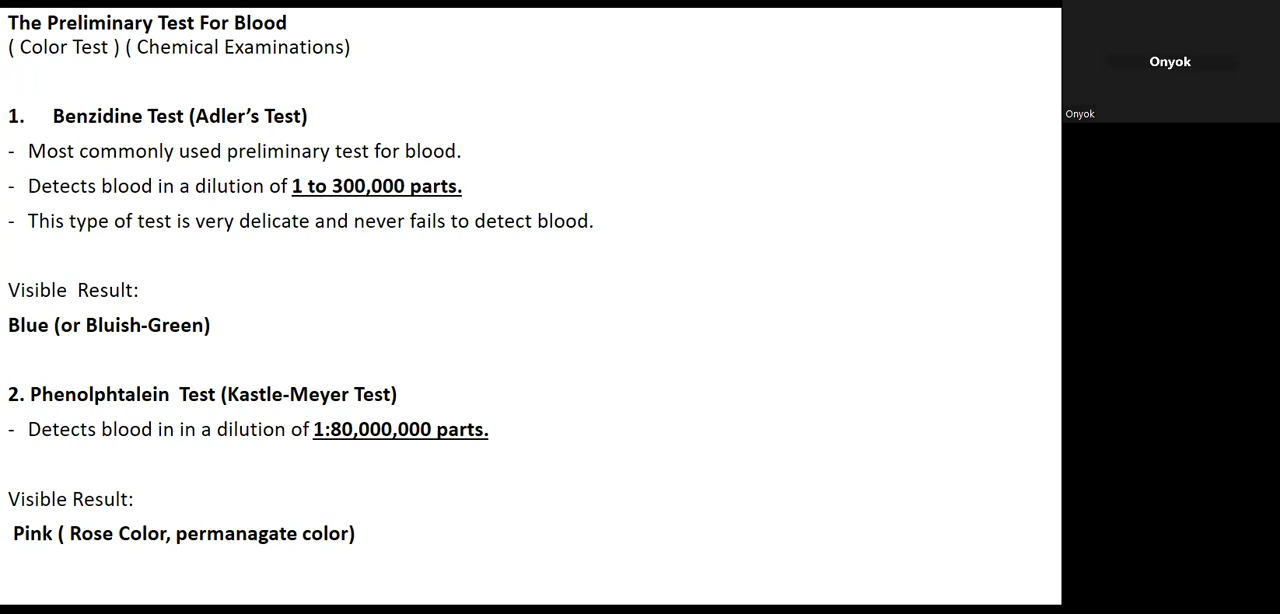 The Preliminary Test For Blood
( Color Test ) ( Chemical Examinations)
1. Benzidine Test (Adler’s Test)
- Most commonly used preliminary test for blood.
- Detects blood in a dilution of 1 to 300,000 parts.
- This type of test is very delicate and never fails to detect blood.
Visible Result:
Blue (or Bluish-Green)
2. Phenolphtalein Test (Kastle-Meyer Test)
- Detects blood in in a dilution of 1:80,000,000 parts.
Visible Result:
Pink ( Rose Color, permanagate color)
Onyok
Onyok